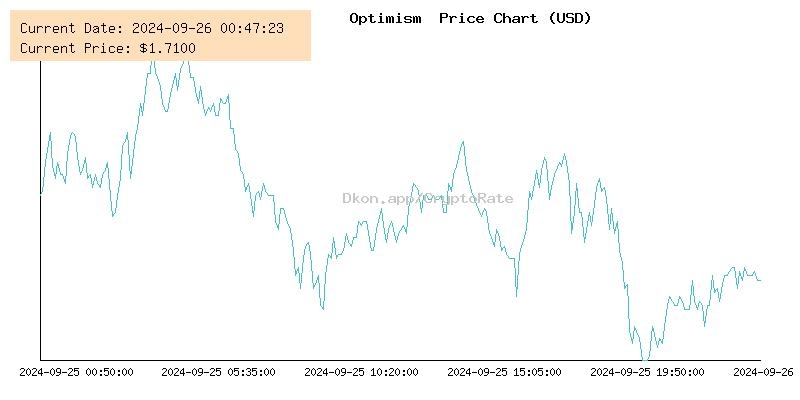 Optimism  Price Chart (USD)
Current Date: 2024-09-26 00:47:23
Current Price: $1.7100
Dkon.app/CryptoRate
2024-09-25 00:50:00 2024-09-25 05:35:00 2024-09-25 10:20:00 2024-09-25 15:05:00 2024-09-25 19:50:00 2024-09-26